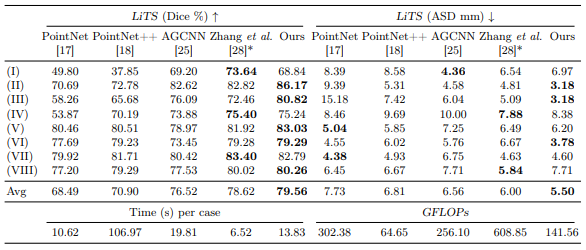 LiTS (Dice %) ↑ LiTS (ASD mm) ↓
PointNet PointNet++ AGCNN Zhang et al. Ours PointNet PointNet++ AGCNN Zhang et al. Ours
[17] [18] [25] [28]* [17] [18] [25] [28]*
(I) 49.80 37.85 69.20 73.64 68.84 8.39 8.58 4.36 6.54 6.97
(II) 70.69 72.78 82.62 82.82 86.17 9.39 5.31 4.58 4.81 3.18
(III) 58.26 65.68 76.09 72.46 80.82 15.18 7.42 6.04 5.09 3.18
(IV) 53.87 70.19 73.88 75.40 75.24 8.46 9.69 10.00 7.88 8.38
(V) 80.46 80.51 78.97 81.92 83.03 5.04 5.85 7.25 6.49 6.20
(VI) 77.69 79.23 73.45 79.28 79.29 4.55 6.02 5.76 6.67 3.78
(VII) 79.92 81.71 80.42 83.40 82.79 4.38 4.93 6.75 4.63 4.60
(VIII) 77.20 79.29 77.53 80.02 80.26 6.45 6.67 7.71 5.84 7.71
Avg 68.49 70.90 76.52 78.62 79.56 7.73 6.81 6.56 6.00 5.50
Time (s) per case GFLOPs
10.62 106.97 19.81 6.52 13.83 302.38 64.65 256.10 608.85 141.56